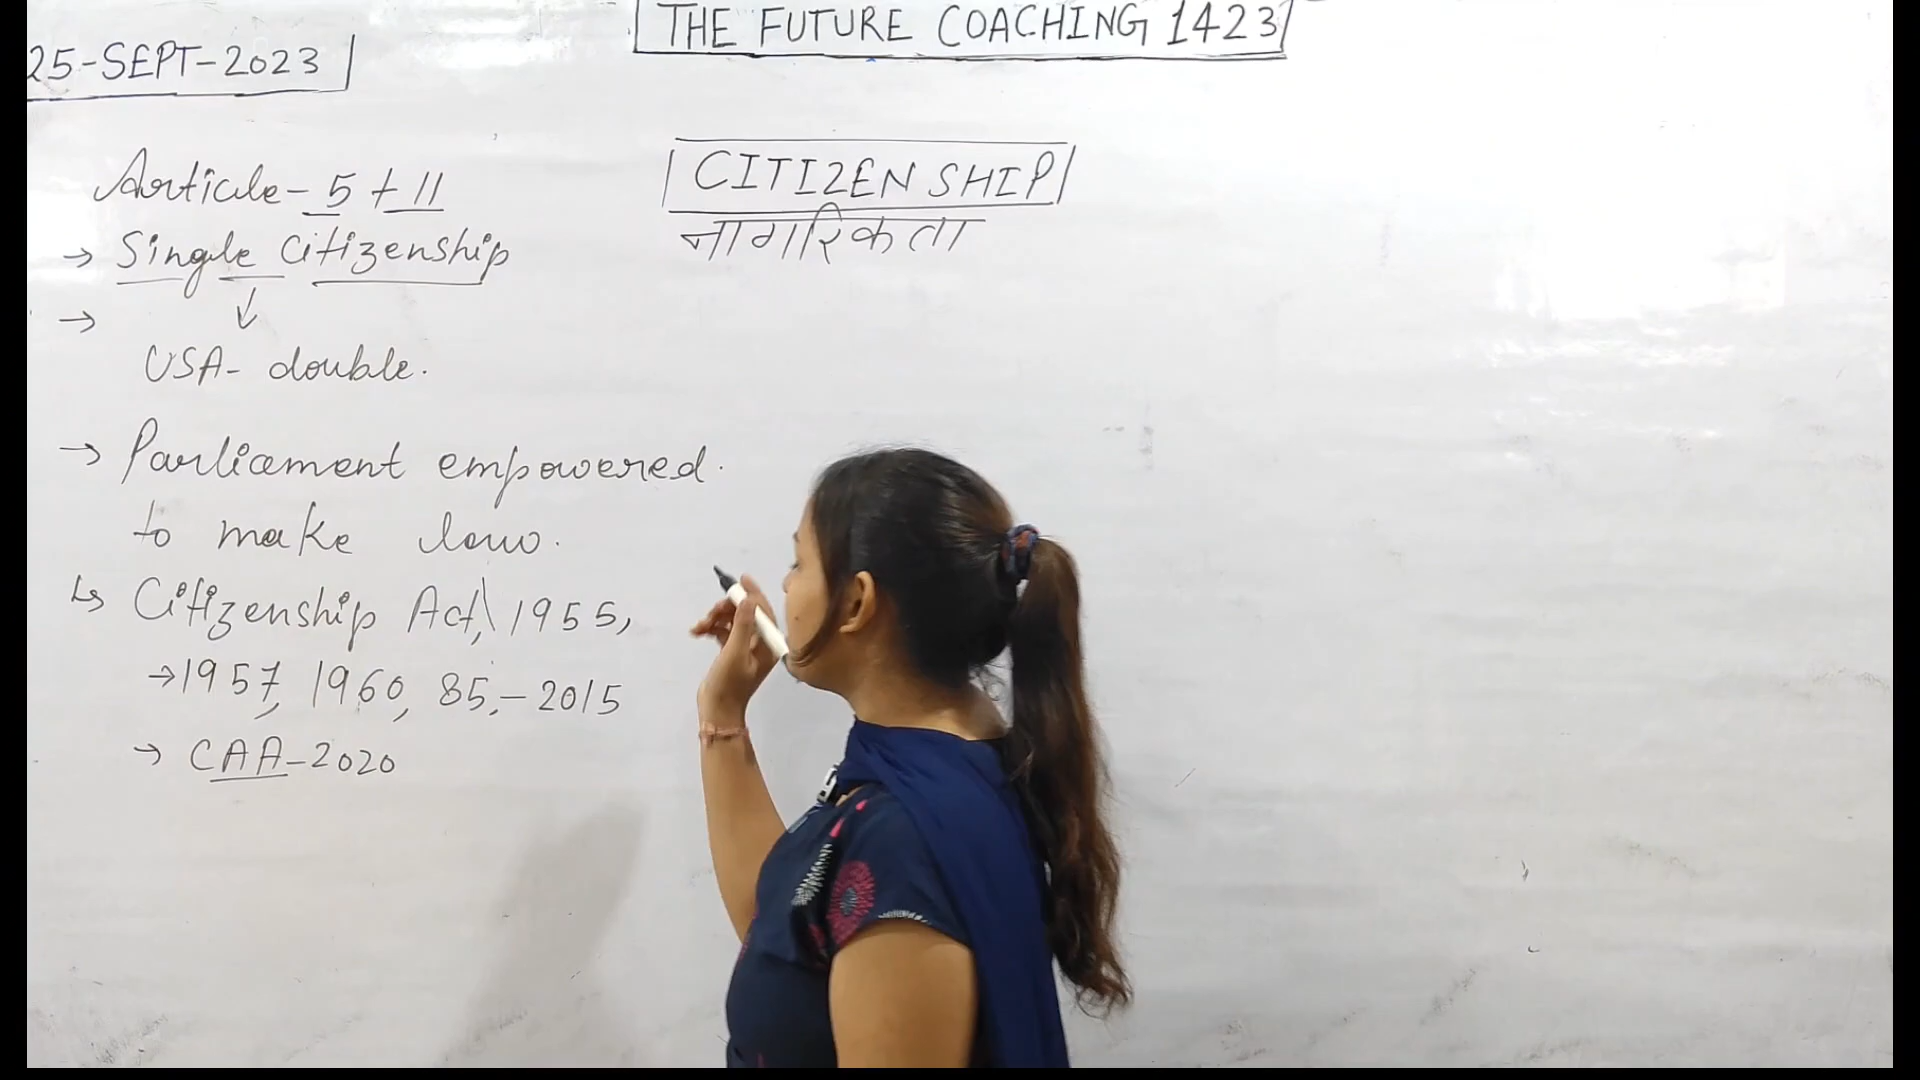 THE FUTURE COACHING 1423
25-SEPT-2023
CITIZENSHIP
नागरिकता
Article- 5 + 11
→ Single Citizenship
↓
→
USA- double.
→ Parliament empowered.
to make law.
↳ Citizenship Act, 1955,
→1957, 1960, 85,-2015
→ CAA-2020